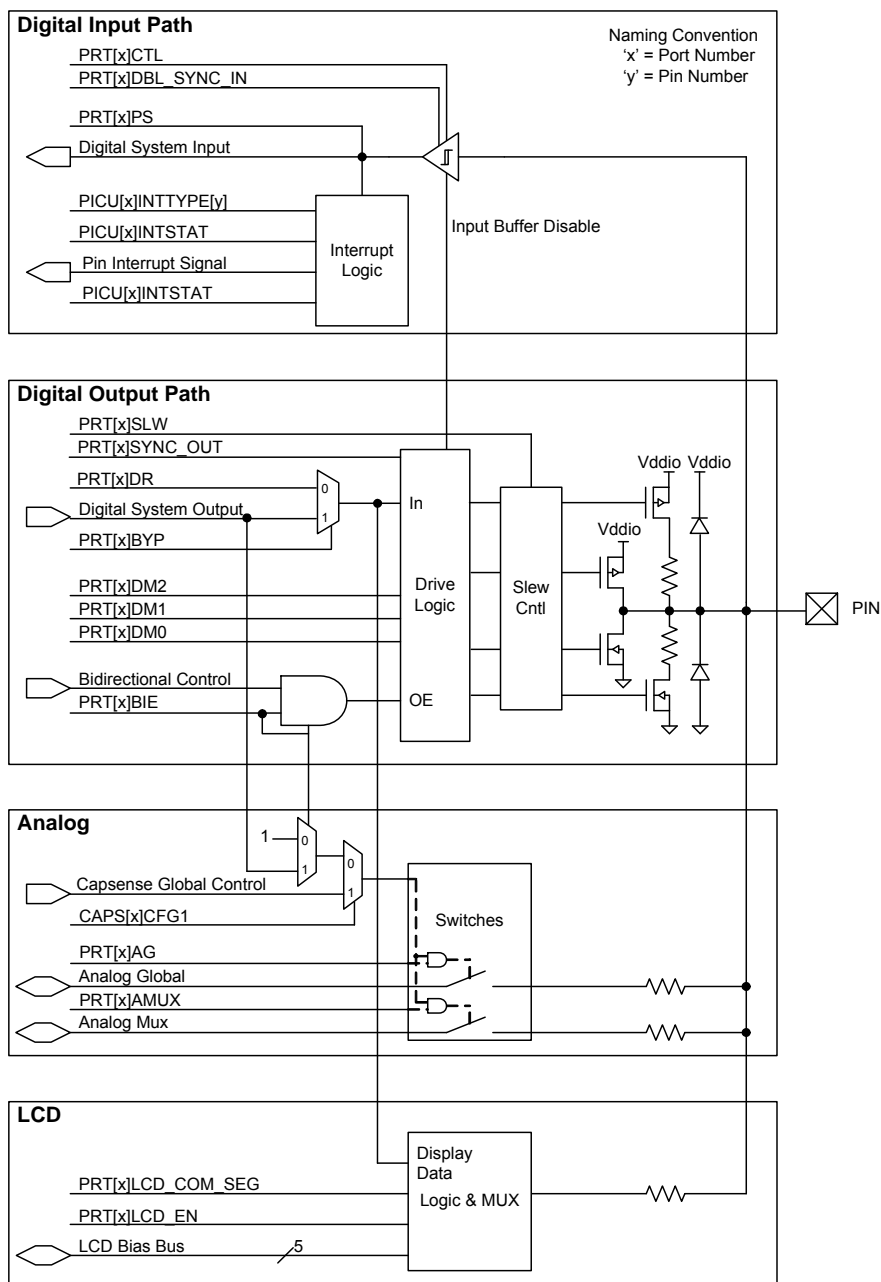 Digital Input Path
Naming Convention
'x' = Port Number
'y' = Pin Number
PRT[x]CTL
PRT[x]DBL_SYNC_IN
PRT[x]PS
Digital System Input
PICU[x]INTTYPE[y]
PICU[x]INTSTAT
Pin Interrupt Signal
PICU[x]INTSTAT
Interrupt
Logic
Input Buffer Disable
Digital Output Path
PRT[x]SLW
PRT[x]SYNC_OUT
PRT[x]DR
Digital System Output
PRT[x]BYP
0
1
PRT[x]DM2
PRT[x]DM1
PRT[x]DM0
Bidirectional Control
PRT[x]BIE
In
Drive
Logic
OE
Slew
Cntl
Vddio
Vddio
Vddio
PIN
Analog
1
0
1
0
1
Capsense Global Control
CAPS[x]CFG1
Switches
PRT[x]AG
Analog Global
PRT[x]AMUX
Analog Mux
LCD
Display
Data
Logic & MUX
PRT[x]LCD_COM_SEG
PRT[x]LCD_EN
LCD Bias Bus
5